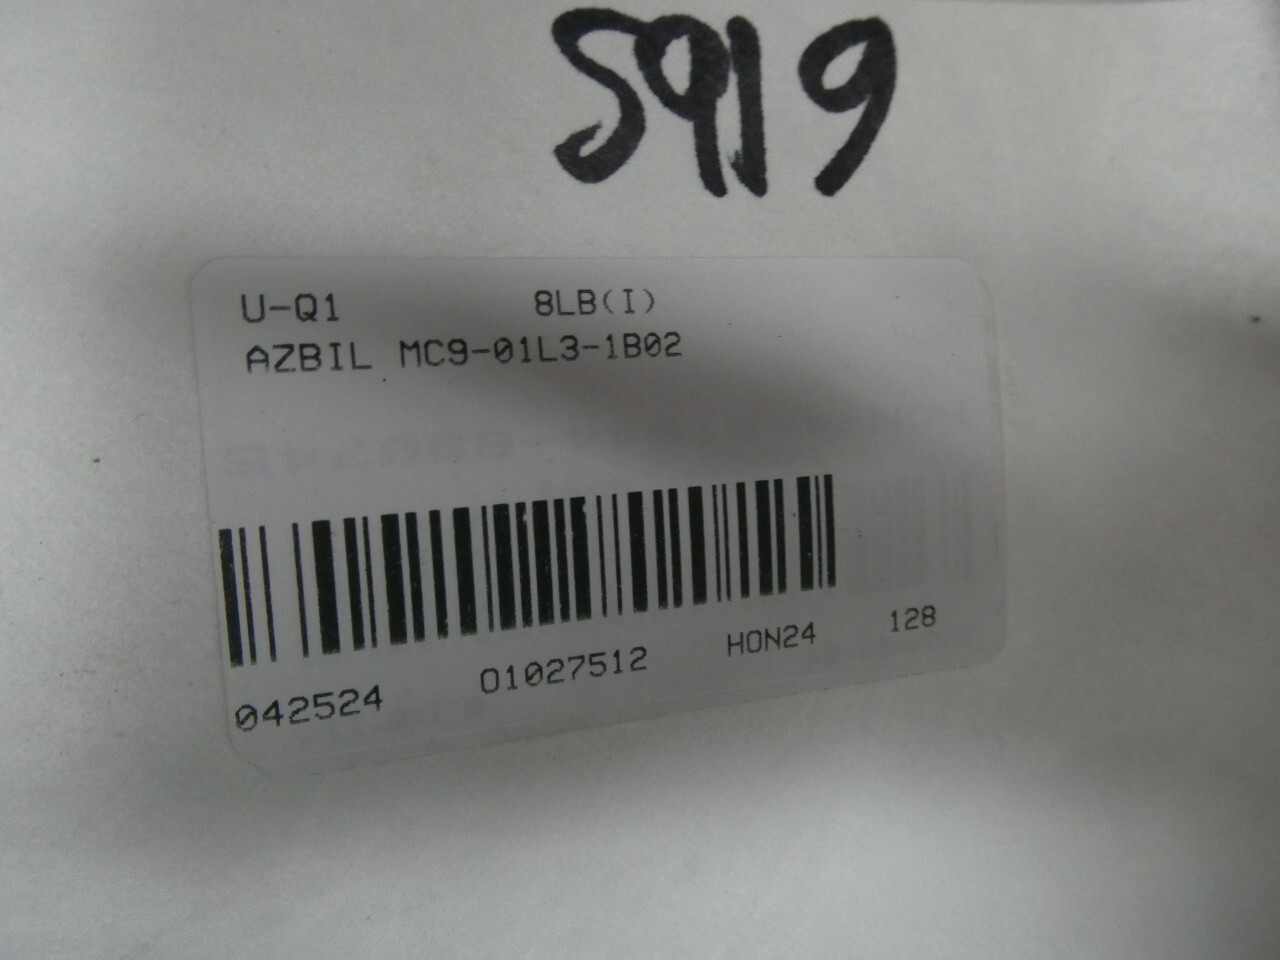 5919
U-Q1 8LB(I)
AZBIL MC9-01L3-1B02
042524 01027512 HON24 128